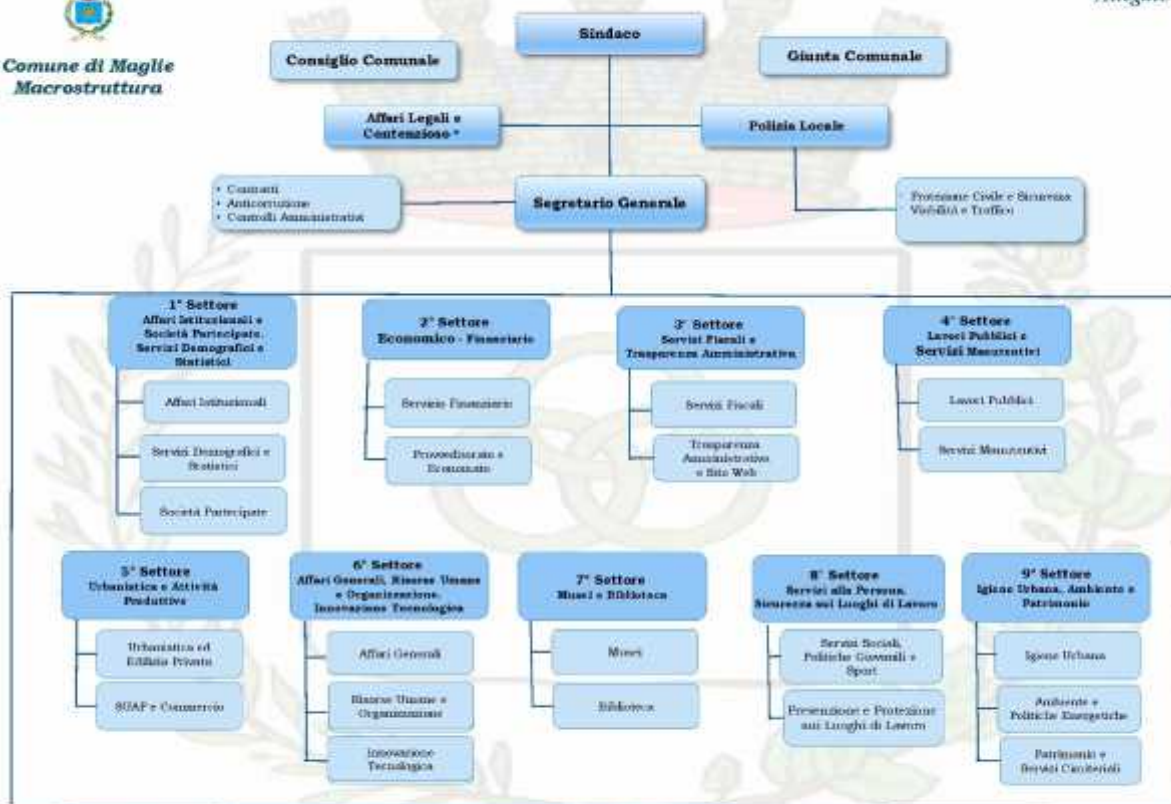 Comune di Maglie
Macrostruttura
Sindaco
Consiglio Comunale
Giunta Comunale
Affari Legali e
Contenzioso *
Polizia Locale
• Contratti
• Anticorruzione
• Controlli Amministrativi
Segretario Generale
Protezione Civile e Sicurezza
Viabilità e Traffico
1° Settore
Affari Istituzionali e
Società Partecipate,
Servizi Demografici e
Statistici
Affari Istituzionali
Servizi Demografici e
Statistici
Società Partecipate
2° Settore
Economico - Finanziario
Servizio Finanziario
Provveditorato e
Economato
3° Settore
Servizi Fiscali e
Trasparenza Amministrativa
Servizi Fiscali
Trasparenza
Amministrativa
e Sito Web
4° Settore
Lavori Pubblici e
Servizi Manutentivi
Lavori Pubblici
Servizi Manutentivi
5° Settore
Urbanistica e Attività
Produttive
Urbanistica ed
Edilizia Privata
SUAP e Commercio
6° Settore
Affari Generali, Risorse Umane
e Organizzazione,
Innovazione Tecnologica
Affari Generali
Risorse Umane e
Organizzazione
Innovazione
Tecnologica
7° Settore
Musei e Biblioteca
Musei
Biblioteca
8° Settore
Servizi alla Persona,
Sicurezza sui Luoghi di Lavoro
Servizi Sociali,
Politiche Giovanili e
Sport
Prevenzione e Protezione
sui Luoghi di Lavoro
9° Settore
Igiene Urbana, Ambiente e
Patrimonio
Igiene Urbana
Ambiente e
Politiche Energetiche
Patrimonio e
Servizi Cimiteriali